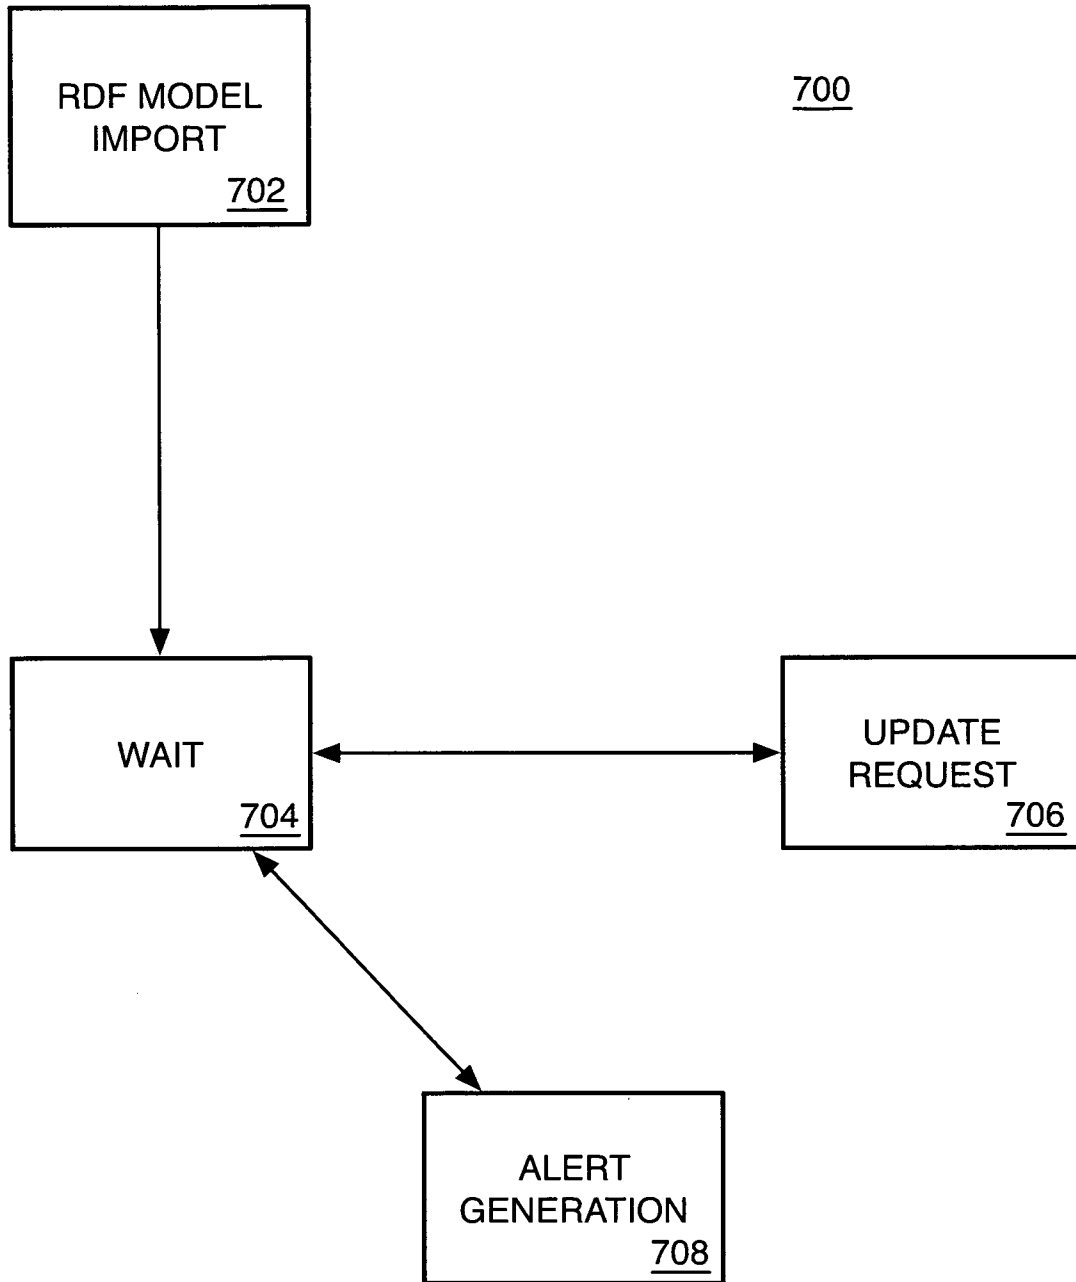 RDF MODEL
IMPORT
702
700
WAIT
704
UPDATE
REQUEST
706
ALERT
GENERATION
708